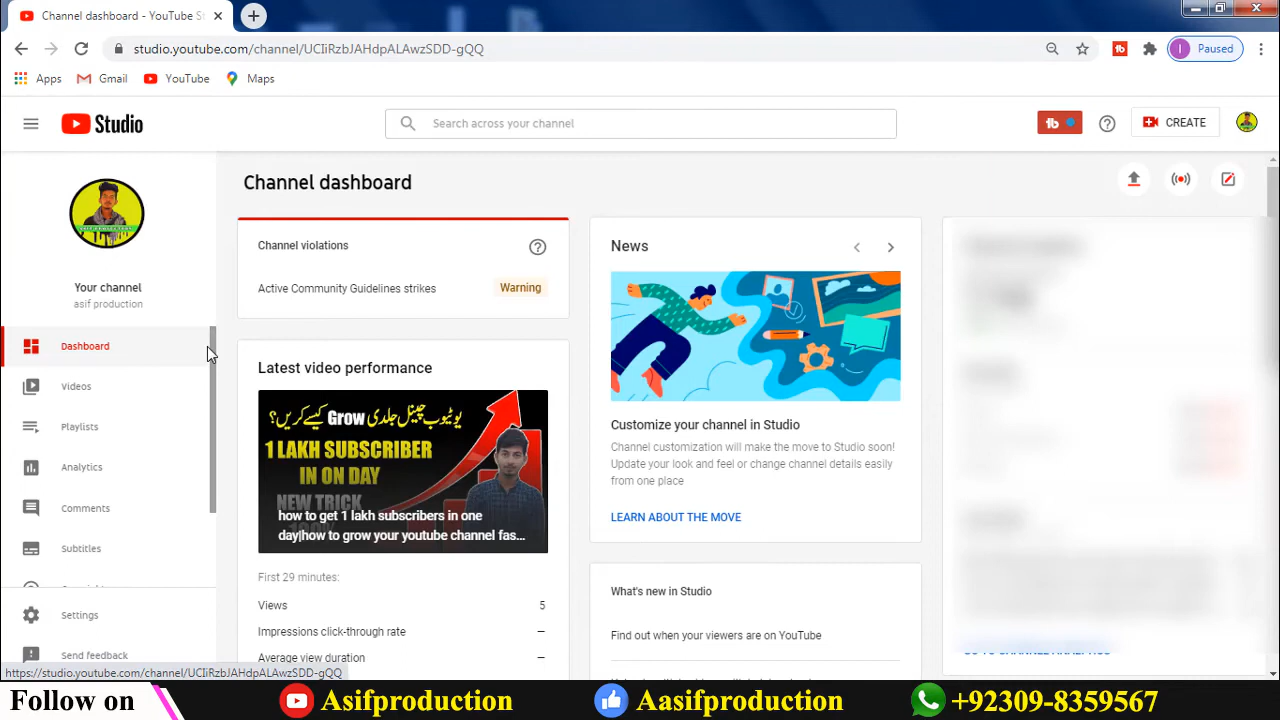 Channel dashboard - YouTube St
studio.youtube.com/channel/UCIiRzbJAHdpALAwzSDD-gQQ
Paused
Apps
Gmail
YouTube
Maps
Studio
Search across your channel
CREATE
Your channel
asif production
Dashboard
Videos
Playlists
Analytics
Comments
Subtitles
Settings
Send feedback
Channel dashboard
Channel violations
Active Community Guidelines strikes
Warning
Latest video performance
یوٹیوب چینل جلدی Grow کیسے کریں؟
1 LAKH SUBSCRIBER
IN ON DAY
NEW TRICK
how to get 1 lakh subscribers in one
day|how to grow your youtube channel fas...
First 29 minutes:
Views 5
Impressions click-through rate –
Average view duration –
News
Customize your channel in Studio
Channel customization will make the move to Studio soon!
Update your look and feel or change channel details easily
from one place
LEARN ABOUT THE MOVE
What's new in Studio
Find out when your viewers are on YouTube
https://studio.youtube.com/channel/UCIiRzbJAHdpALAwzSDD-gQQ
Follow on
Asifproduction
Aasifproduction
+92309-8359567